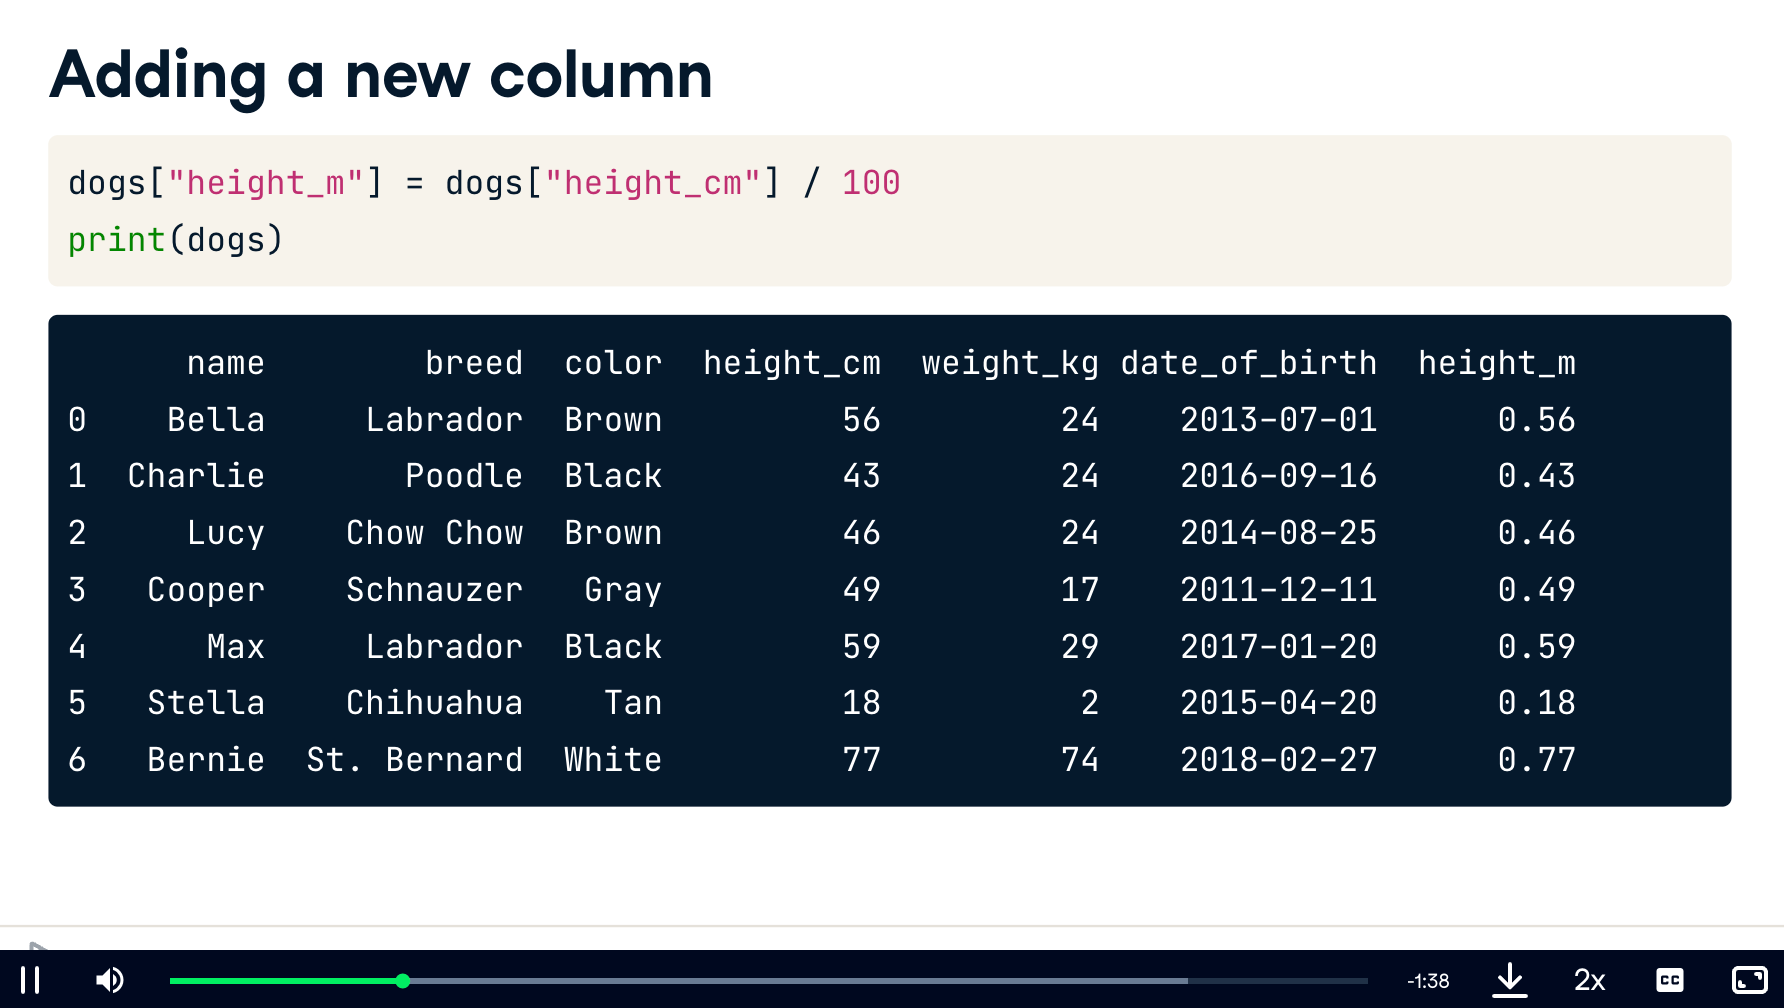 Adding a new column
dogs["height_m"] = dogs["height_cm"] / 100
print(dogs)
name breed color height_cm weight_kg date_of_birth height_m
0 Bella Labrador Brown 56 24 2013-07-01 0.56
1 Charlie Poodle Black 43 24 2016-09-16 0.43
2 Lucy Chow Chow Brown 46 24 2014-08-25 0.46
3 Cooper Schnauzer Gray 49 17 2011-12-11 0.49
4 Max Labrador Black 59 29 2017-01-20 0.59
5 Stella Chihuahua Tan 18 2 2015-04-20 0.18
6 Bernie St. Bernard White 77 74 2018-02-27 0.77
-1:38 2x CC